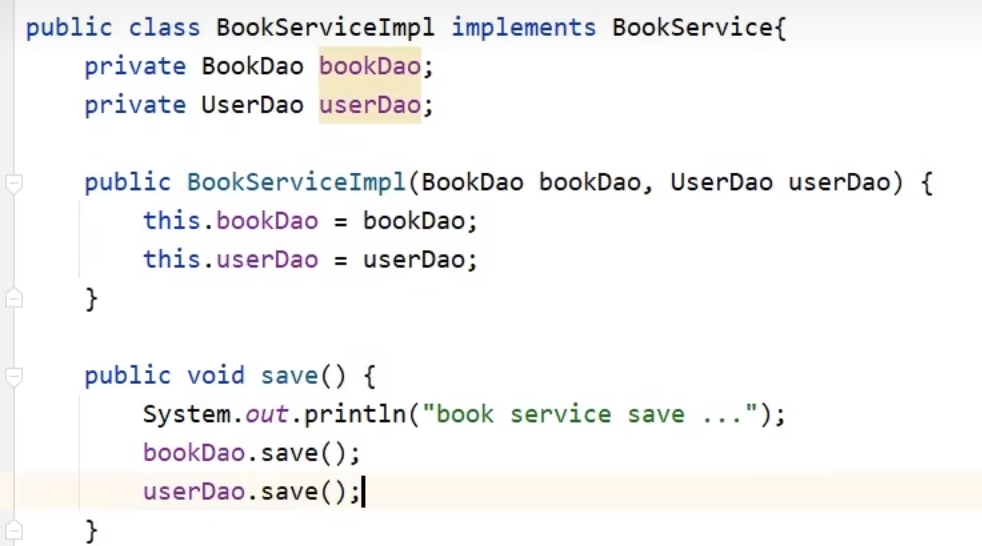 public class BookServiceImpl implements BookService{
    private BookDao bookDao;
    private UserDao userDao;

    public BookServiceImpl(BookDao bookDao, UserDao userDao) {
        this.bookDao = bookDao;
        this.userDao = userDao;
    }

    public void save() {
        System.out.println("book service save ...");
        bookDao.save();
        userDao.save();
    }